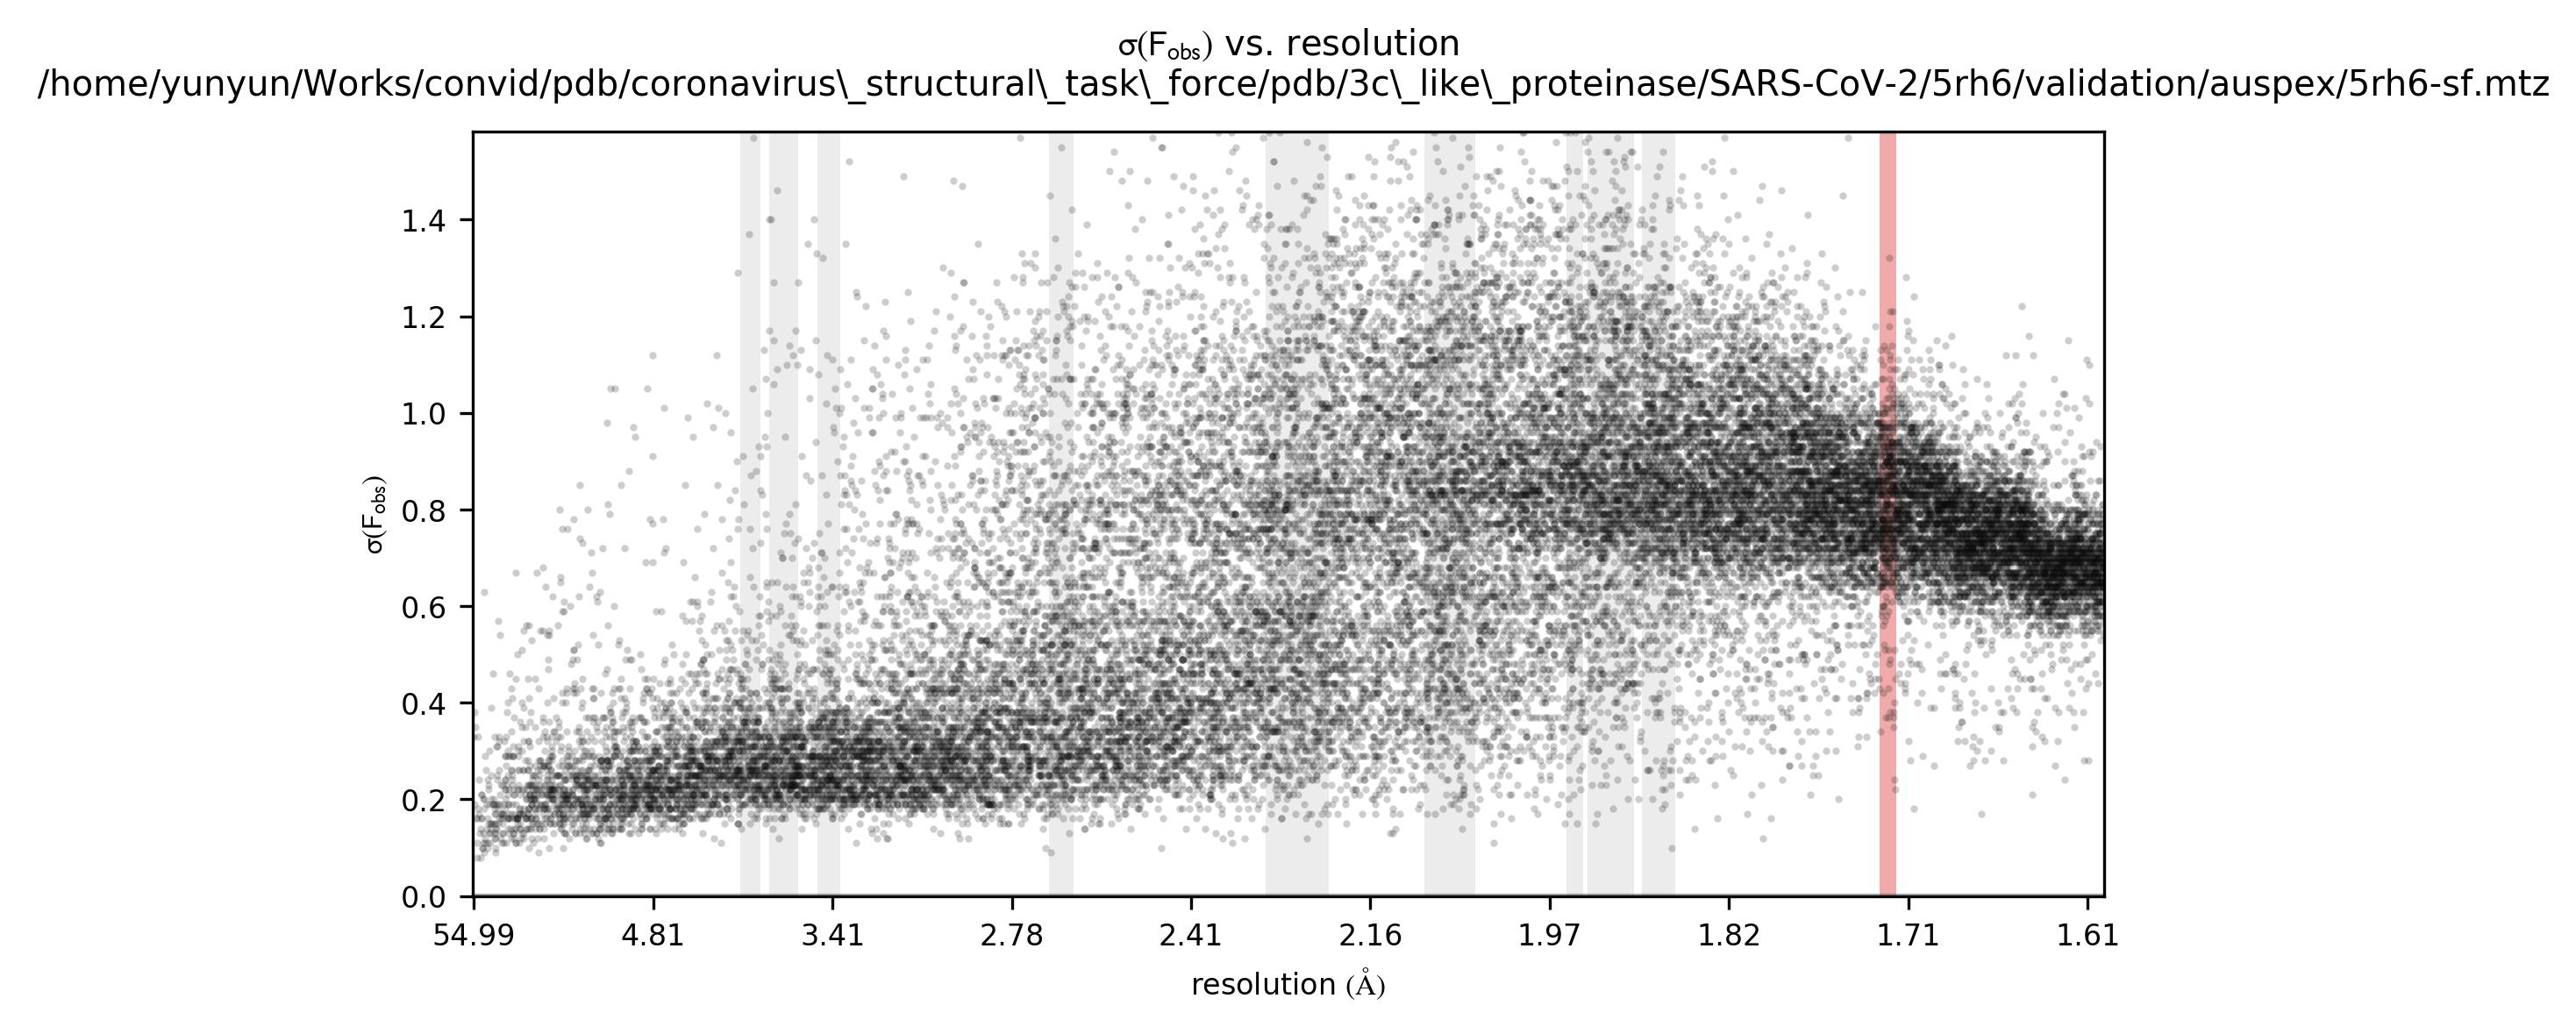 σ(F_obs) vs. resolution
/home/yunyun/Works/convid/pdb/coronavirus\_structural\_task\_force/pdb/3c\_like\_proteinase/SARS-CoV-2/5rh6/validation/auspex/5rh6-sf.mtz
1.4
1.2
1.0
0.8
0.6
0.4
0.2
0.0
σ(F_obs)
54.99 4.81 3.41 2.78 2.41 2.16 1.97 1.82 1.71 1.61
resolution (Å)